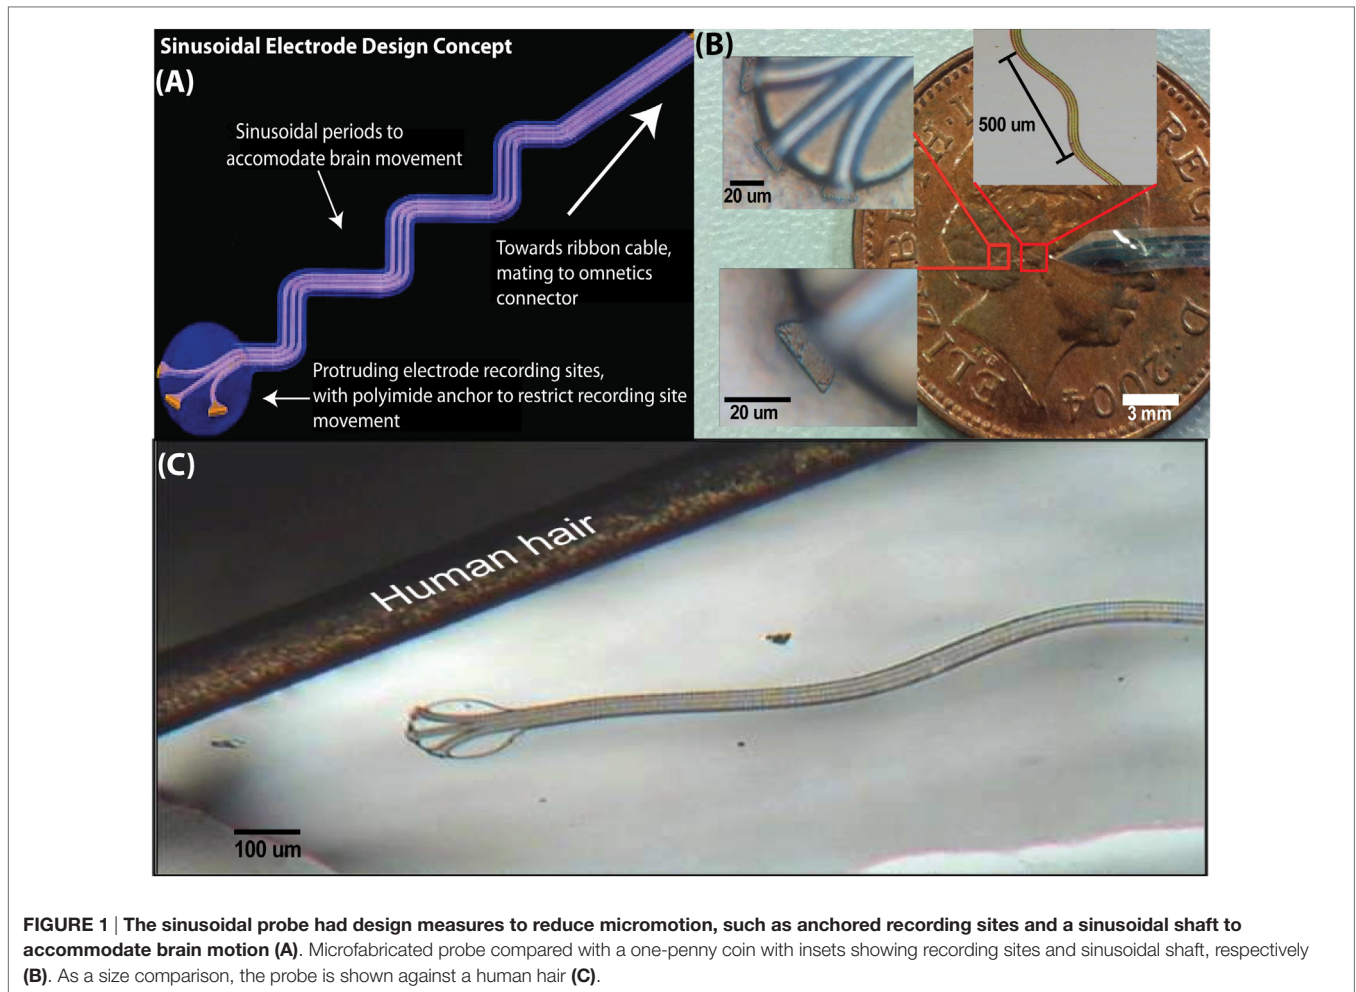 Sinusoidal Electrode Design Concept
(A)
Sinusoidal periods to
accomodate brain movement
Towards ribbon cable,
mating to omnetics
connector
Protruding electrode recording sites,
with polyimide anchor to restrict recording site
movement
(B)
20 um
500 um
20 um
3 mm
REG
D
2004
ELI
(C)
Human hair
100 um
FIGURE 1 | The sinusoidal probe had design measures to reduce micromotion, such as anchored recording sites and a sinusoidal shaft to
accommodate brain motion (A). Microfabricated probe compared with a one-penny coin with insets showing recording sites and sinusoidal shaft, respectively
(B). As a size comparison, the probe is shown against a human hair (C).